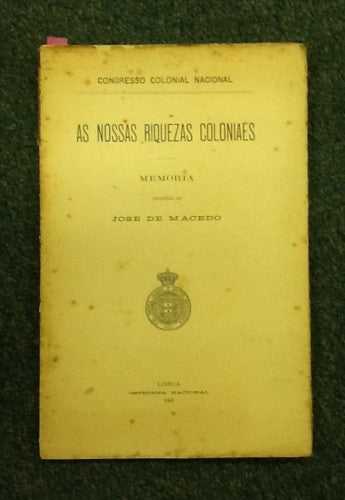 CONGRESSO COLONIAL NACIONAL
AS NOSSAS RIQUEZAS COLONIAES
MEMORIA
JOSÉ DE MACEDO
LISBOA
IMPRENSA NACIONAL